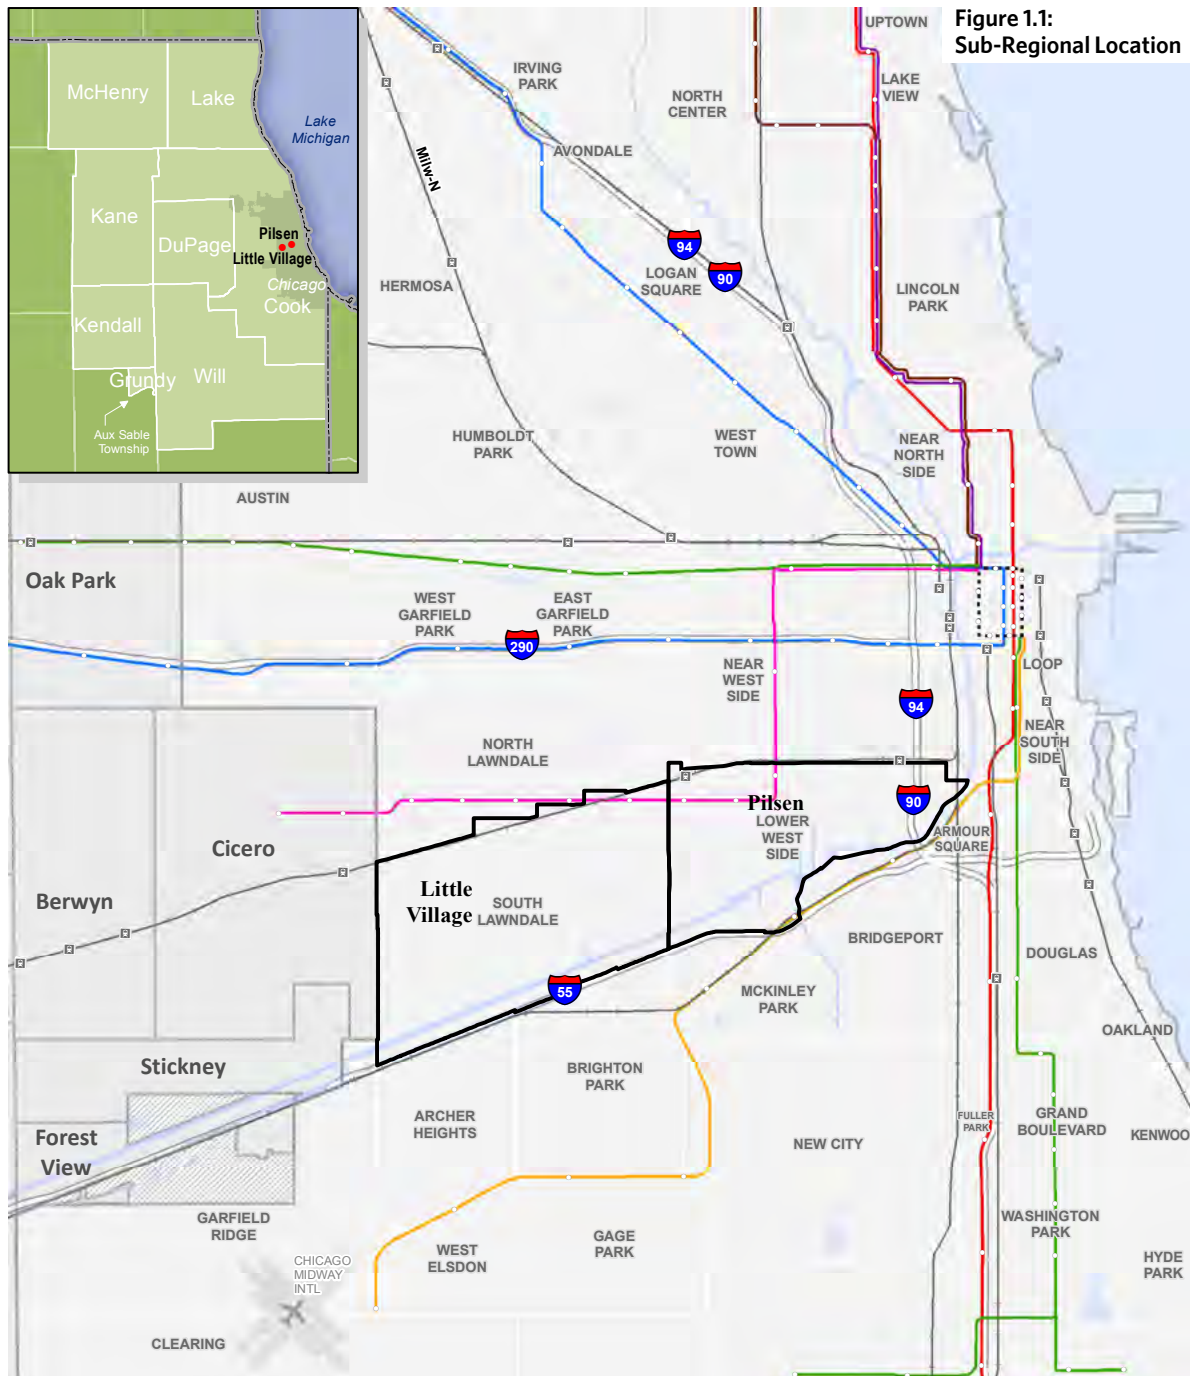 Figure 1.1:
Sub-Regional Location
McHenry
Lake
Lake
Michigan
Kane
DuPage
Pilsen
Little Village
Chicago
Cook
Kendall
Grundy
Will
Aux Sable
Township
UPTOWN
LAKE
VIEW
IRVING
PARK
NORTH
CENTER
AVONDALE
Milw-N
94
90
LOGAN
SQUARE
HERMOSA
LINCOLN
PARK
HUMBOLDT
PARK
WEST
TOWN
NEAR
NORTH
SIDE
AUSTIN
Oak Park
WEST
GARFIELD
PARK
EAST
GARFIELD
PARK
290
NEAR
WEST
SIDE
LOOP
94
NEAR
SOUTH
SIDE
NORTH
LAWNDALE
90
Pilsen
LOWER
WEST
SIDE
ARMOUR
SQUARE
Cicero
Berwyn
Little
Village
SOUTH
LAWNDALE
BRIDGEPORT
DOUGLAS
55
MCKINLEY
PARK
OAKLAND
Stickney
BRIGHTON
PARK
ARCHER
HEIGHTS
FULLER
PARK
GRAND
BOULEVARD
KENWOO
Forest
View
NEW CITY
GARFIELD
RIDGE
WEST
ELSDON
GAGE
PARK
WASHINGTON
PARK
HYDE
PARK
CHICAGO
MIDWAY
INTL
CLEARING